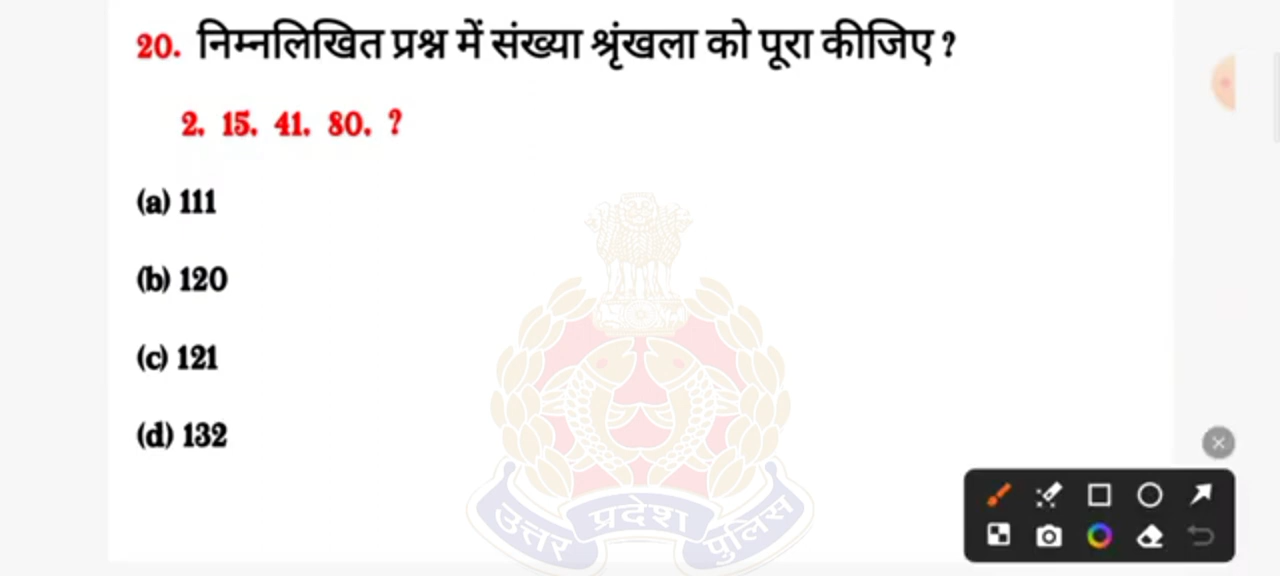 20. निम्नलिखित प्रश्न में संख्या श्रृंखला को पूरा कीजिए ?
2. 15. 41. 80. ?
(a) 111
(b) 120
(c) 121
(d) 132
उत्तर प्रदेश पुलिस